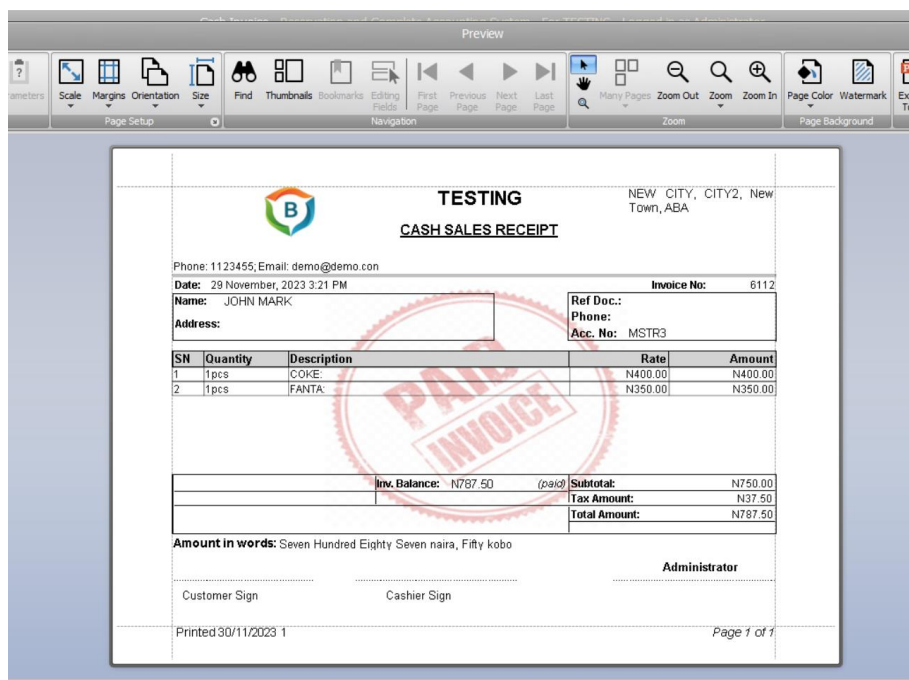 Preview
Scale
Margins
Orientation
Size
Find
Thumbnails
Bookmarks
Editing Fields
First Page
Previous Page
Next Page
Last Page
Many Pages
Zoom Out
Zoom
Zoom In
Page Color
Watermark
Page Setup
Navigation
Zoom
Page Background
B
TESTING
CASH SALES RECEIPT
NEW CITY, CITY2, New
Town, ABA
Phone: 1123455; Email: demo@demo.con
Date: 29 November, 2023 3:21 PM Invoice No: 6112
Name: JOHN MARK
Address:
Ref Doc.:
Phone:
Acc. No: MSTR3
SN Quantity Description Rate Amount
1 1pcs COKE: N400.00 N400.00
2 1pcs FANTA: N350.00 N350.00
PAID
INVOICE
Inv. Balance: N787.50 (paid) Subtotal: N750.00
Tax Amount: N37.50
Total Amount: N787.50
Amount in words: Seven Hundred Eighty Seven naira, Fifty kobo
Administrator
Customer Sign Cashier Sign
Printed 30/11/2023 1 Page 1 of 1